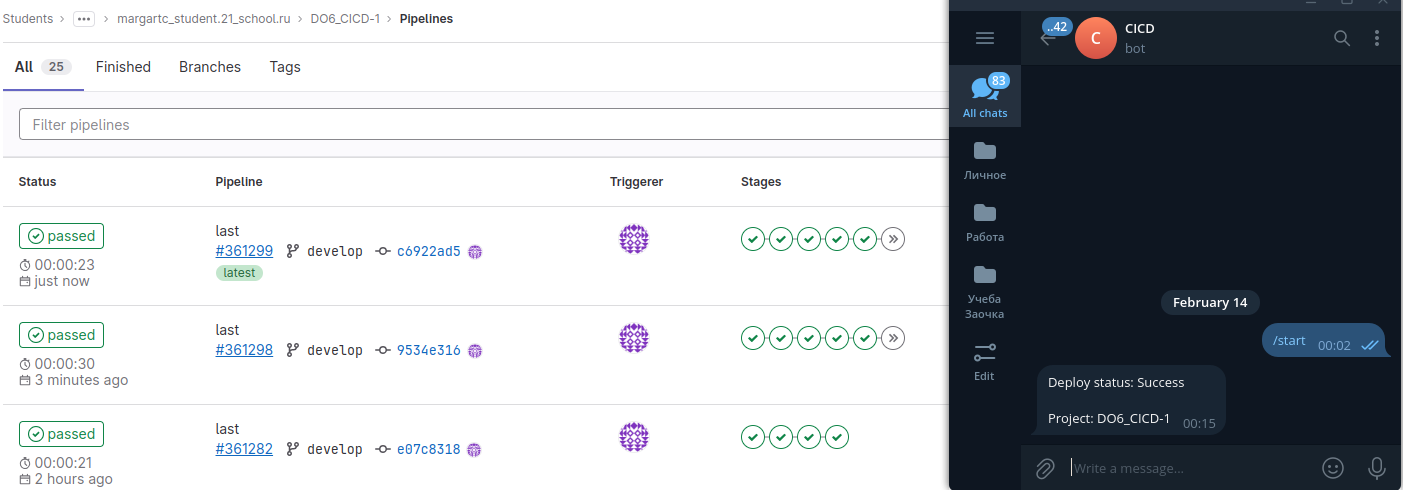 Students > ... > margartc_student.21_school.ru > DO6_CICD-1 > Pipelines
All 25 Finished Branches Tags
Filter pipelines
Status Pipeline Triggerer Stages
passed
00:00:23
just now
last
#361299 develop c6922ad5
latest
passed
00:00:30
3 minutes ago
last
#361298 develop 9534e316
passed
00:00:21
2 hours ago
last
#361282 develop e07c8318
..42
C
CICD
bot
83
All chats
Личное
Работа
Учеба
Заочка
Edit
February 14
/start 00:02
Deploy status: Success
Project: DO6_CICD-1 00:15
Write a message...